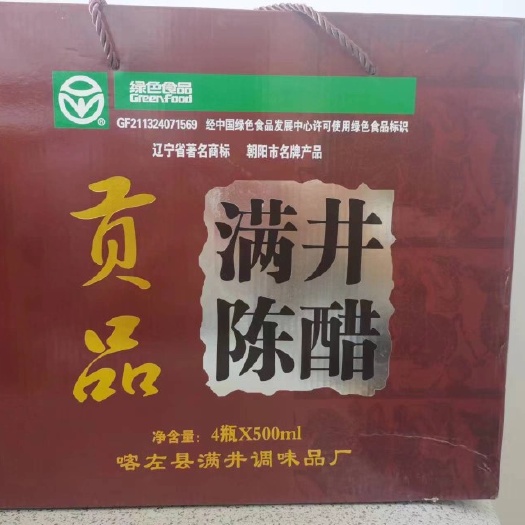 绿色食品
GreenFood
®
GF211324071569 经中国绿色食品发展中心许可使用绿色食品标识
辽宁省著名商标 朝阳市名牌产品
贡品
满井
陈醋
净含量：4瓶X500ml
喀左县满井调味品厂